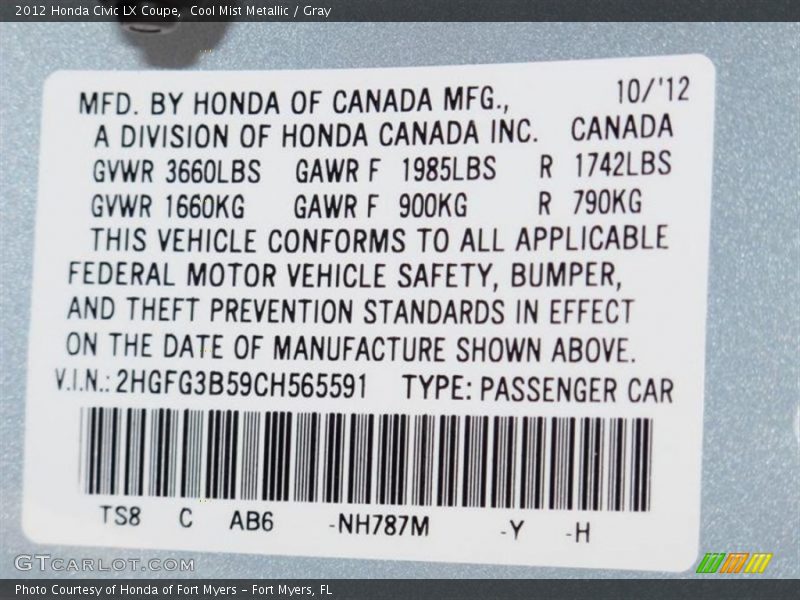 2012 Honda Civic LX Coupe,  Cool Mist Metallic / Gray
MFD. BY HONDA OF CANADA MFG., 10/'12
A DIVISION OF HONDA CANADA INC. CANADA
GVWR 3660LBS GAWR F 1985LBS R 1742LBS
GVWR 1660KG GAWR F 900KG R 790KG
THIS VEHICLE CONFORMS TO ALL APPLICABLE
FEDERAL MOTOR VEHICLE SAFETY, BUMPER,
AND THEFT PREVENTION STANDARDS IN EFFECT
ON THE DATE OF MANUFACTURE SHOWN ABOVE.
V.I.N.: 2HGFG3B59CH565591 TYPE: PASSENGER CAR
TS8 C AB6 -NH787M -Y -H
GTCARLOT.COM
Photo Courtesy of Honda of Fort Myers – Fort Myers, FL